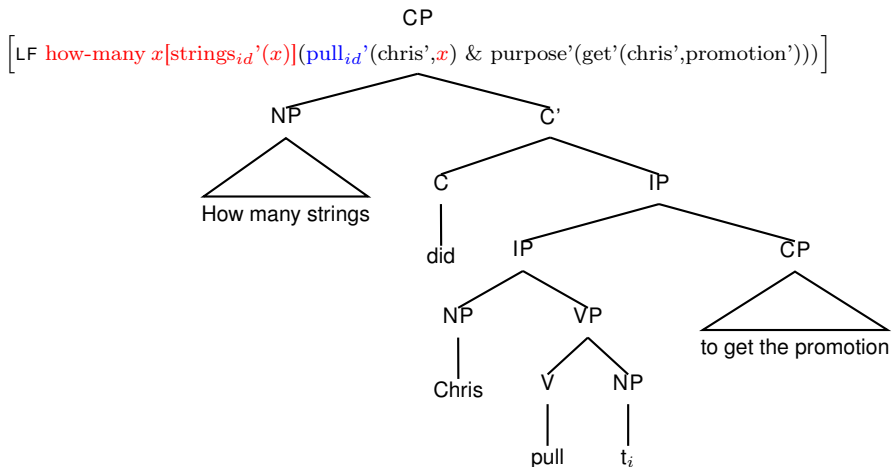 CP
[LF how-many x[strings_id'(x)](pull_id'(chris',x) & purpose'(get'(chris',promotion')))]
NP C'
How many strings
C IP
did
IP CP
to get the promotion
NP VP
Chris
V NP
pull t_i